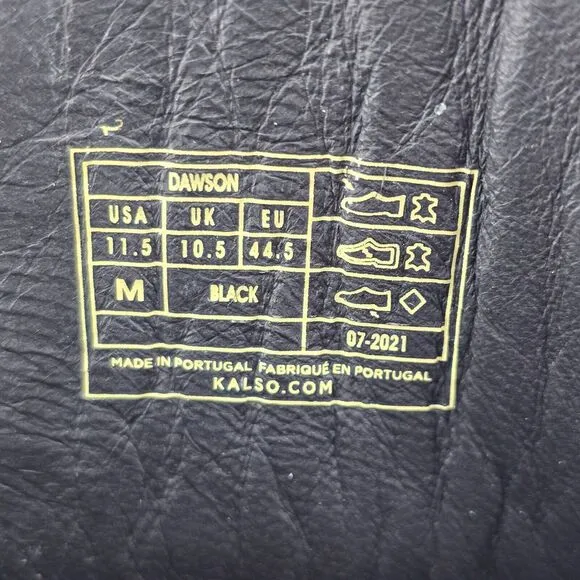 DAWSON
USA UK EU
11.5 10.5 44.5
M BLACK
07-2021
MADE IN PORTUGAL FABRIQUÉ EN PORTUGAL
KALSO.COM